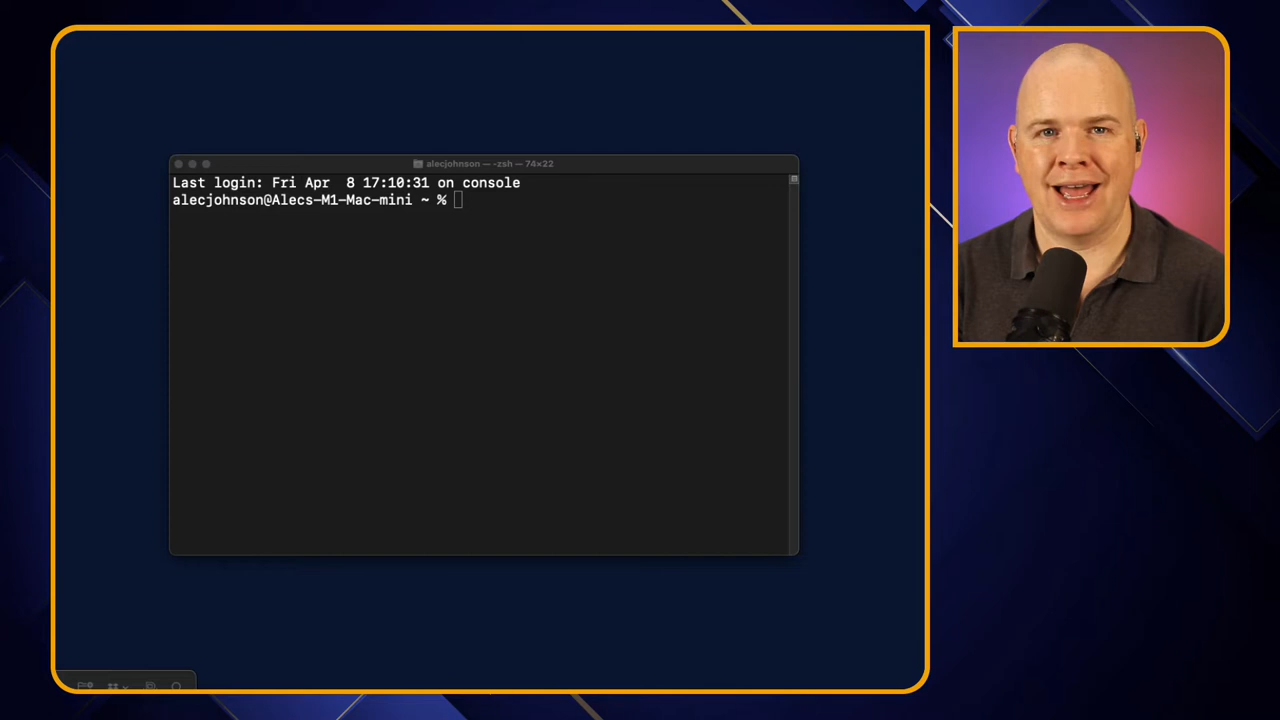 alecjohnson — -zsh — 74×22
Last login: Fri Apr  8 17:10:31 on console
alecjohnson@Alecs-M1-Mac-mini ~ %